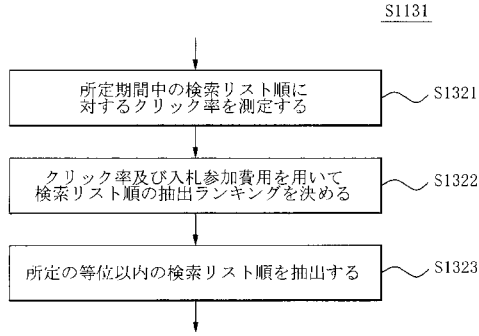 S1131
所定期間中の検索リスト順に
対するクリック率を測定する
S1321
クリック率及び入札参加費用を用いて
検索リスト順の抽出ランキングを決める
S1322
所定の等位以内の検索リスト順を抽出する
S1323